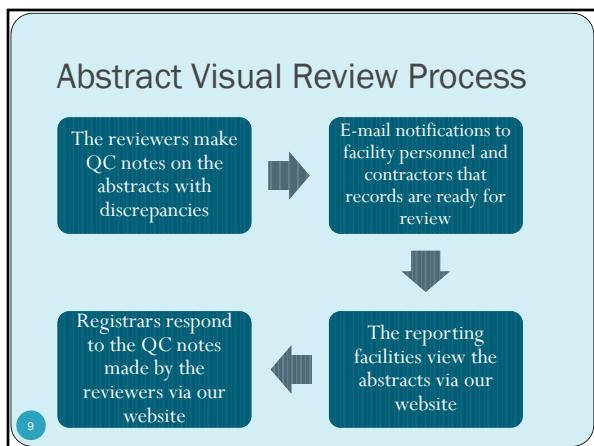 Abstract Visual Review Process
The reviewers make
QC notes on the
abstracts with
discrepancies
E-mail notifications to
facility personnel and
contractors that
records are ready for
review
The reporting
facilities view the
abstracts via our
website
Registrars respond
to the QC notes
made by the
reviewers via our
website
9